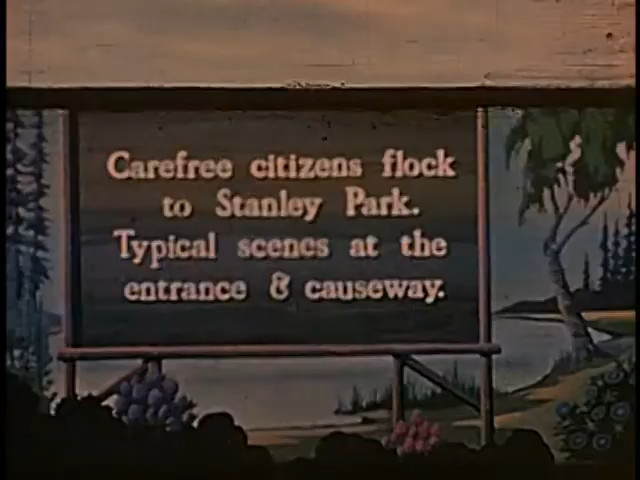 Carefree citizens flock
to Stanley Park.
Typical scenes at the
entrance & causeway.